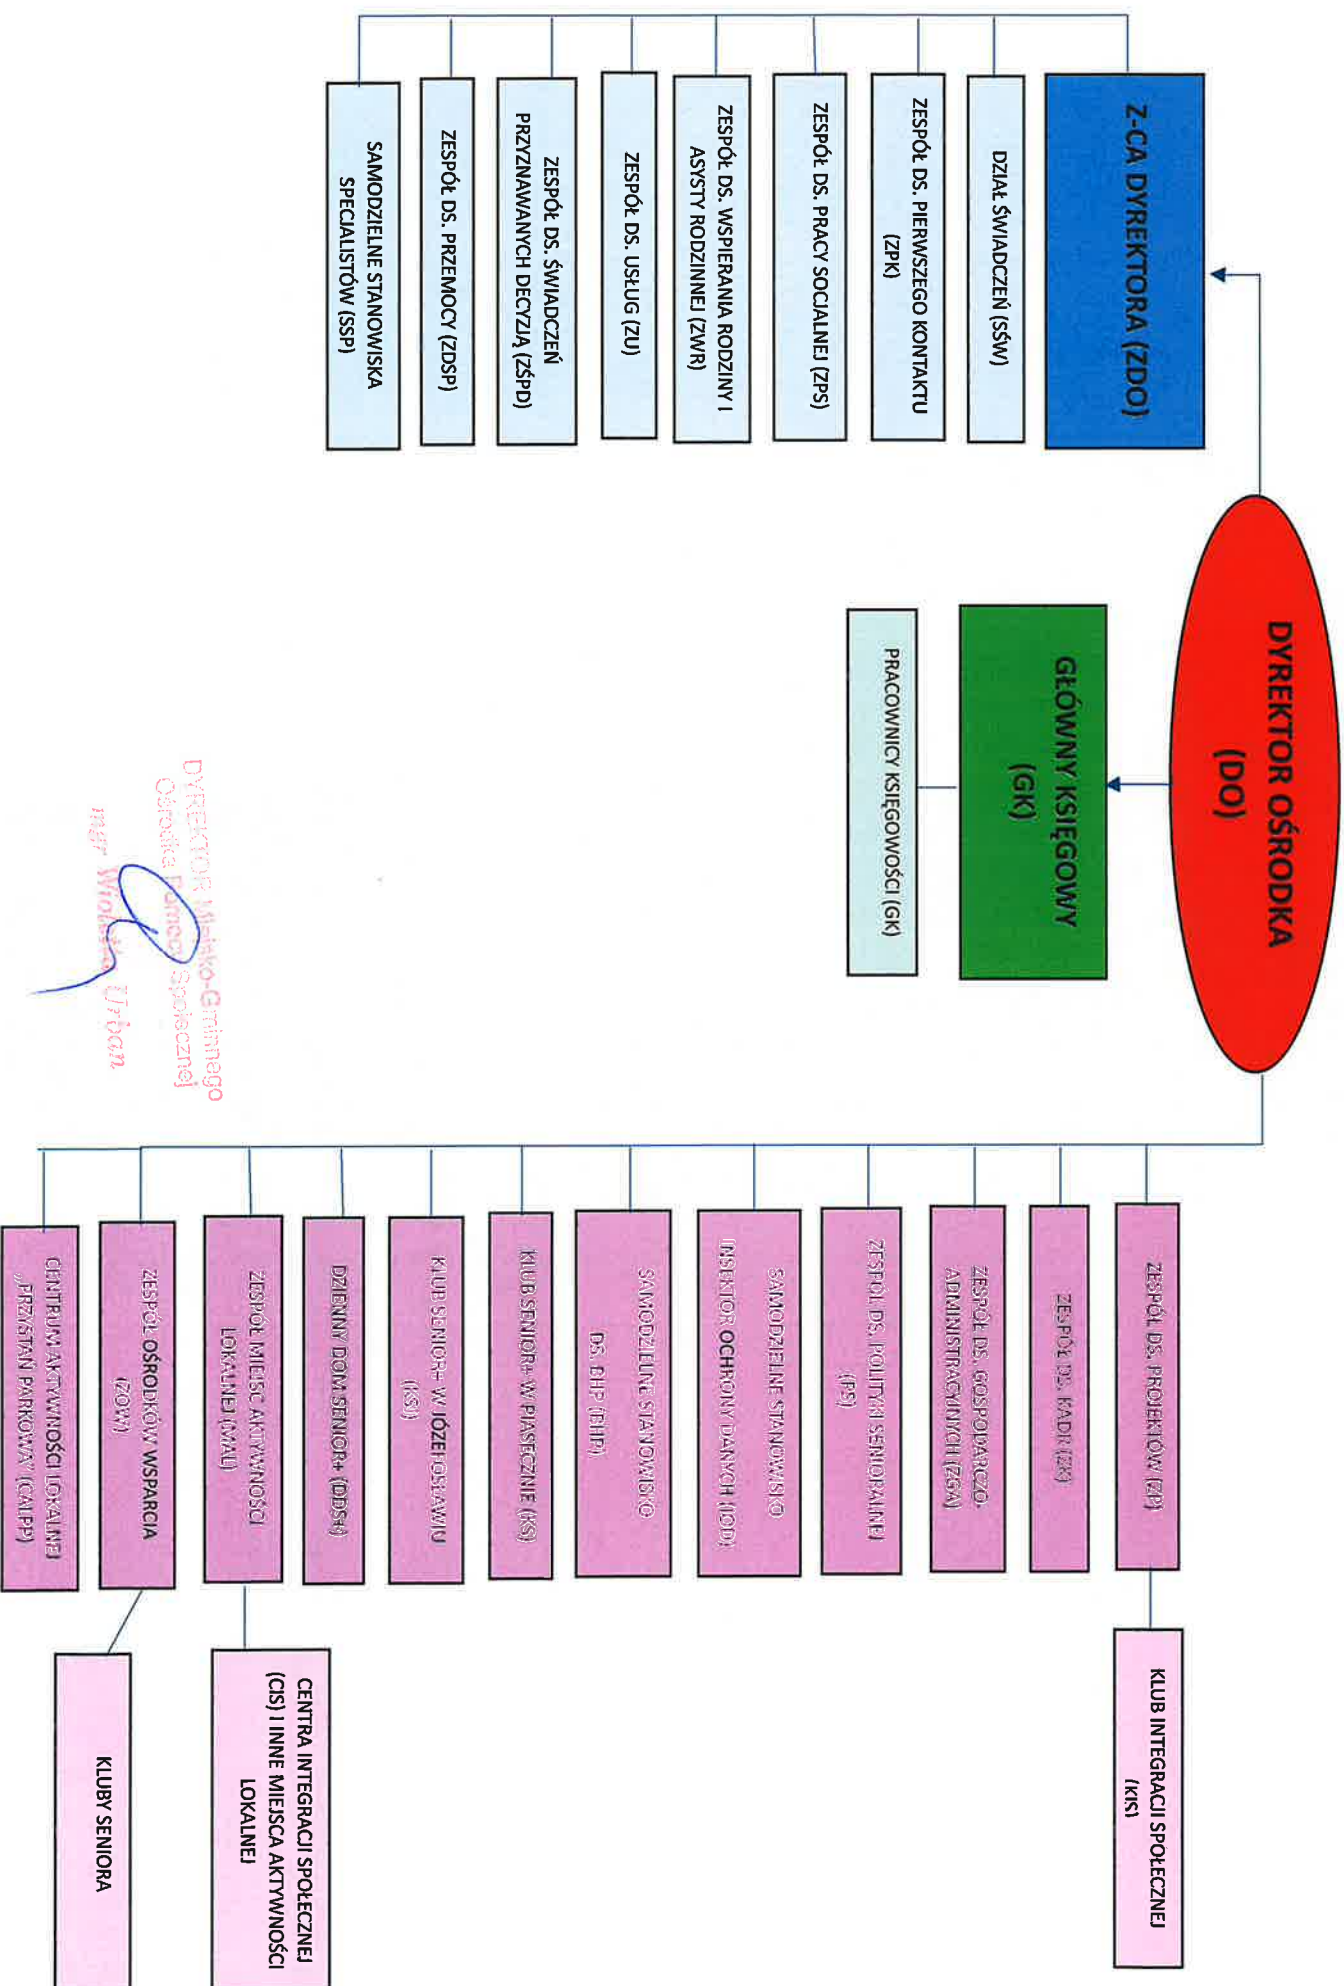 DYREKTOR OŚRODKA
(DO)
Z-CA DYREKTORA (ZDO)
DZIAŁ ŚWIADCZEŃ (SŚW)
ZESPÓŁ DS. PIERWSZEGO KONTAKTU
(ZPK)
ZESPÓŁ DS. PRACY SOCJALNEJ (ZPS)
ZESPÓŁ DS. WSPIERANIA RODZINY I
ASYSTY RODZINNEJ (ZWR)
ZESPÓŁ DS. USŁUG (ZU)
ZESPÓŁ DS. ŚWIADCZEŃ
PRZYZNAWANYCH DECYZJĄ (ZŚPD)
ZESPÓŁ DS. PRZEMOCY (ZDSP)
SAMODZIELNE STANOWISKA
SPECJALISTÓW (SSP)
GŁÓWNY KSIĘGOWY
(GK)
PRACOWNICY KSIĘGOWOŚCI (GK)
ZESPÓŁ DS. PROJEKTÓW (ZP)
KLUB INTEGRACJI SPOŁECZNEJ
(KIS)
ZESPÓŁ DS. KADR (ZK)
ZESPÓŁ DS. GOSPODARCZO-
ADMINISTRACYJNYCH (ZGA)
ZESPÓŁ DS. POLITYKI SENIORALNEJ
(PS)
SAMODZIELNE STANOWISKO
INSEKTOR OCHRONY DANYCH (IOD)
SAMODZIELNE STANOWISKO
DS. BHP (BHP)
KLUB SENIOR+ W PIASECZNIE (KS)
KLUB SENIOR+ W JÓZEFOSŁAWIU
(KSJ)
DZIENNY DOM SENIOR+ (DDS+)
ZESPÓŁ MIEJSC AKTYWNOŚCI
LOKALNEJ (MAL)
CENTRA INTEGRACJI SPOŁECZNEJ
(CIS) I INNE MIEJSCA AKTYWNOŚCI
LOKALNEJ
ZESPÓŁ OŚRODKÓW WSPARCIA
(ZOW)
KLUBY SENIORA
CENTRUM AKTYWNOŚCI LOKALNEJ
„PRZYSTAŃ PARKOWA” (CALPP)
DYREKTOR Miejsko-Gminnego
Ośrodka Pomocy Społecznej
mgr Wioletta Urban